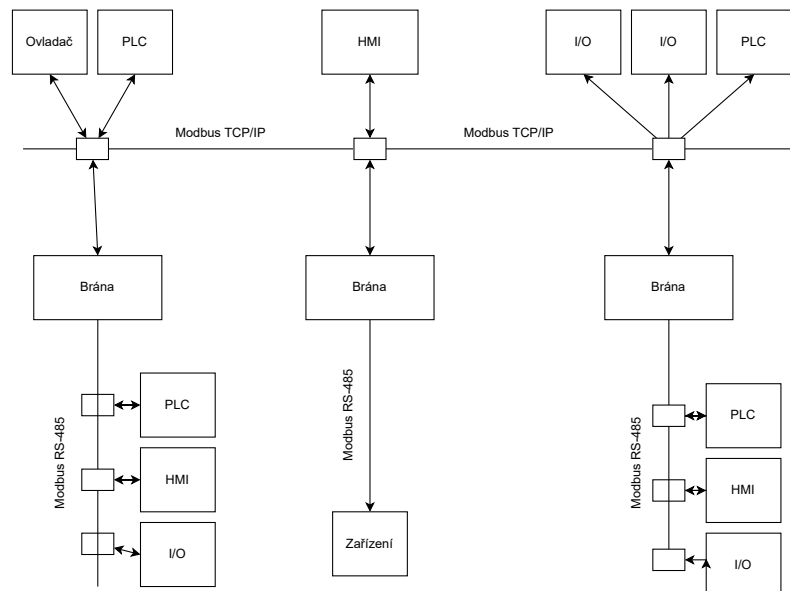 Ovladač
PLC
HMI
I/O
I/O
PLC
Modbus TCP/IP
Modbus TCP/IP
Brána
Brána
Brána
Modbus RS-485
PLC
HMI
I/O
Modbus RS-485
Zařízení
Modbus RS-485
PLC
HMI
I/O